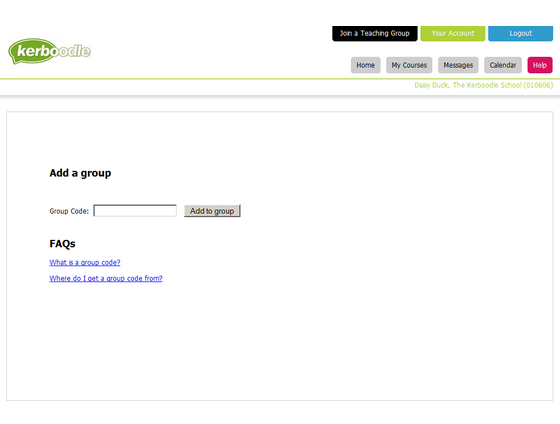 Join a Teaching Group Your Account Logout
kerboodle
Home My Courses Messages Calendar Help
Daisy Duck, The Kerboodle School (010606)
Add a group
Group Code: Add to group
FAQs
What is a group code?
Where do I get a group code from?